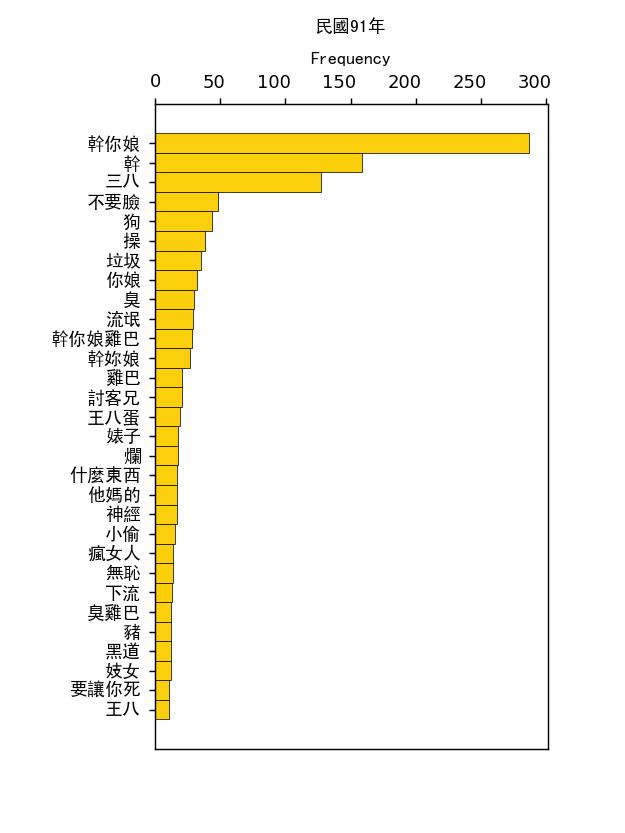 民國91年
Frequency
0 50 100 150 200 250 300
幹你娘
幹
三八
不要臉
狗
操
垃圾
你娘
臭
流氓
幹你娘雞巴
幹妳娘
雞巴
討客兄
王八蛋
婊子
爛
什麼東西
他媽的
神經
小偷
瘋女人
無恥
下流
臭雞巴
豬
黑道
妓女
要讓你死
王八